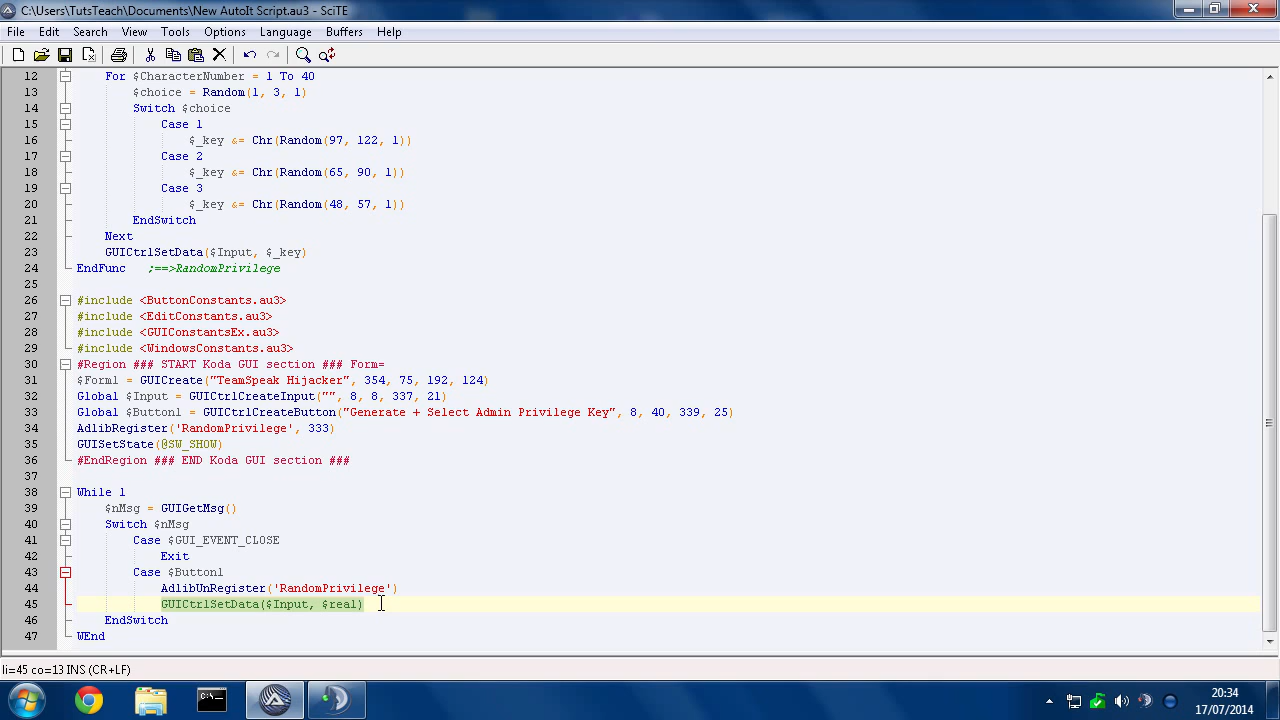 C:\Users\TutsTeach\Documents\New AutoIt Script.au3 - SciTE
File Edit Search View Tools Options Language Buffers Help
12 For $CharacterNumber = 1 To 40
13 $choice = Random(1, 3, 1)
14 Switch $choice
15 Case 1
16 $_key &= Chr(Random(97, 122, 1))
17 Case 2
18 $_key &= Chr(Random(65, 90, 1))
19 Case 3
20 $_key &= Chr(Random(48, 57, 1))
21 EndSwitch
22 Next
23 GUICtrlSetData($Input, $_key)
24 EndFunc ;==>RandomPrivilege
25
26 #include <ButtonConstants.au3>
27 #include <EditConstants.au3>
28 #include <GUIConstantsEx.au3>
29 #include <WindowsConstants.au3>
30 #Region ### START Koda GUI section ### Form=
31 $Form1 = GUICreate("TeamSpeak Hijacker", 354, 75, 192, 124)
32 Global $Input = GUICtrlCreateInput("", 8, 8, 337, 21)
33 Global $Button1 = GUICtrlCreateButton("Generate + Select Admin Privilege Key", 8, 40, 339, 25)
34 AdlibRegister('RandomPrivilege', 333)
35 GUISetState(@SW_SHOW)
36 #EndRegion ### END Koda GUI section ###
37
38 While 1
39 $nMsg = GUIGetMsg()
40 Switch $nMsg
41 Case $GUI_EVENT_CLOSE
42 Exit
43 Case $Button1
44 AdlibUnRegister('RandomPrivilege')
45 GUICtrlSetData($Input, $real)
46 EndSwitch
47 WEnd
li=45 co=13 INS (CR+LF)
20:34
17/07/2014